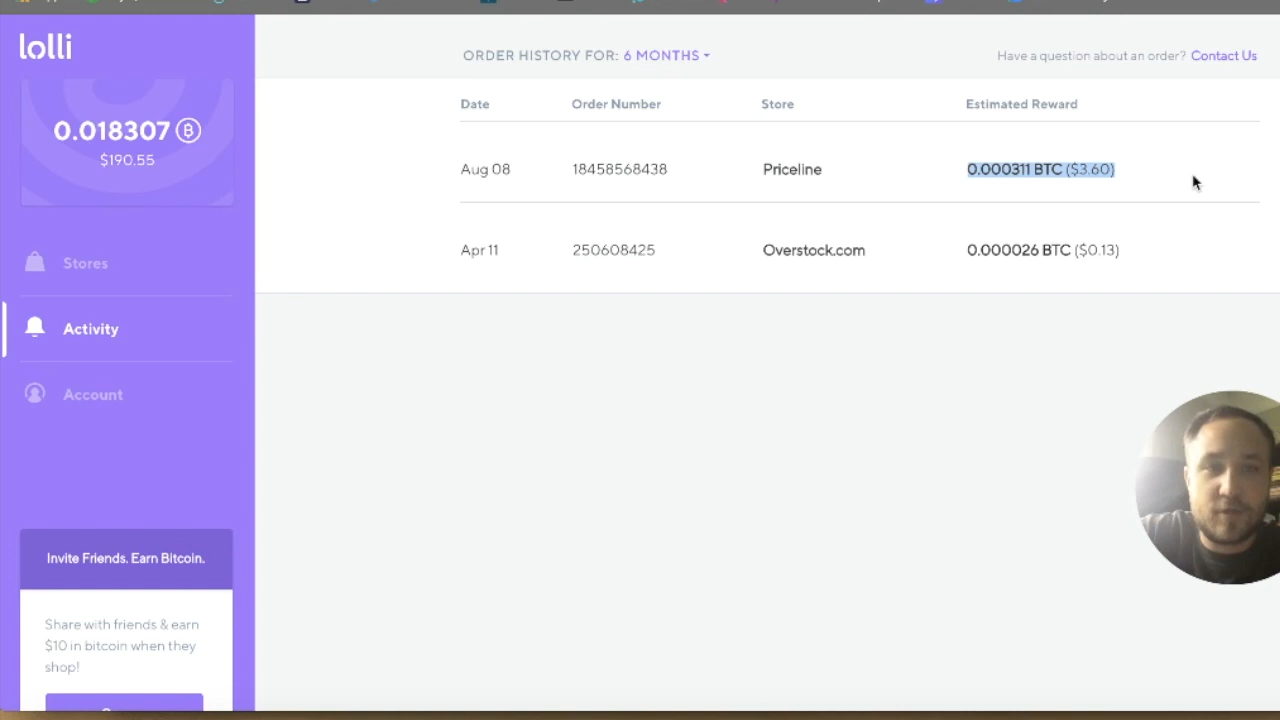 lolli
ORDER HISTORY FOR: 6 MONTHS
Have a question about an order? Contact Us
0.018307
$190.55
Date Order Number Store Estimated Reward
Aug 08 18458568438 Priceline 0.000311 BTC ($3.60)
Apr 11 250608425 Overstock.com 0.000026 BTC ($0.13)
Stores
Activity
Account
Invite Friends. Earn Bitcoin.
Share with friends & earn
$10 in bitcoin when they
shop!